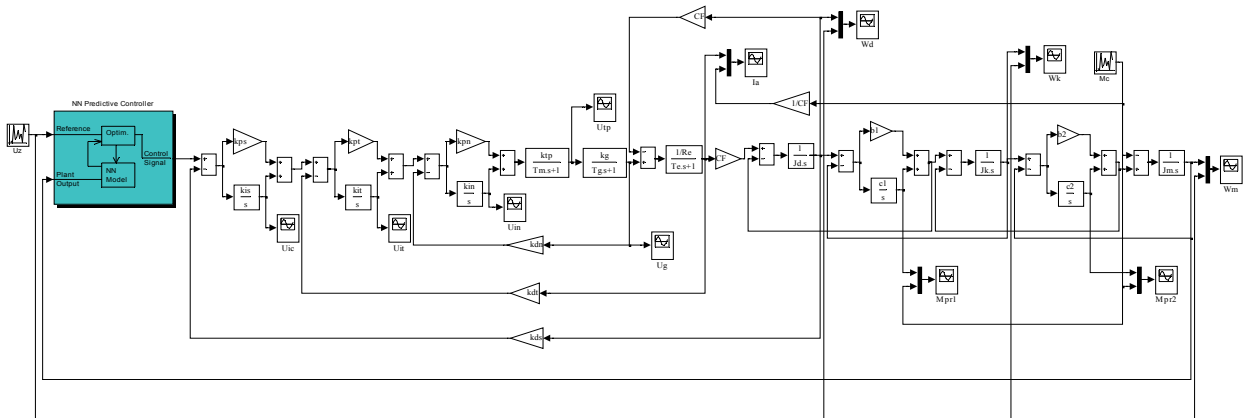 CF
Wd
Ia
Wk
Mc
1/CF
NN Predictive Controller
Reference
Optim.
Control
Signal
NN
Model
Plant
Output
Uz
kps
kpt
kpn
Utp
ktp
Tm.s+1
kg
Tg.s+1
1/Re
Te.s+1
CF
1
Jd.s
b1
1
Jk.s
b2
1
Jm.s
Wm
kis
s
kit
s
kin
s
c1
s
c2
s
Uic
Uit
Uin
kdn
Ug
kdt
Mpr1
Mpr2
kds